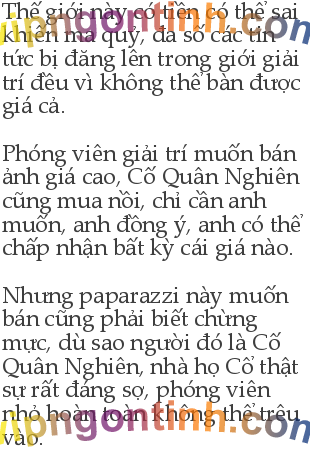 Thế giới này có tiền có thể sai
khiến ma quỷ, đa số các tin
tức bị đăng lên trong giới giải
trí đều vì không thể bàn được
giá cả.
Phóng viên giải trí muốn bán
ảnh giá cao, Cố Quân Nghiên
cũng mua nổi, chỉ cần anh
muốn, anh đồng ý, anh có thể
chấp nhận bất kỳ cái giá nào.
Nhưng paparazzi này muốn
bán cũng phải biết chừng
mực, dù sao người đó là Cố
Quân Nghiên, nhà họ Cổ thật
sự rất đáng sợ, phóng viên
nhỏ hoàn toàn không thể trêu
vào.
vipngontinh.com
vipngontinh.com